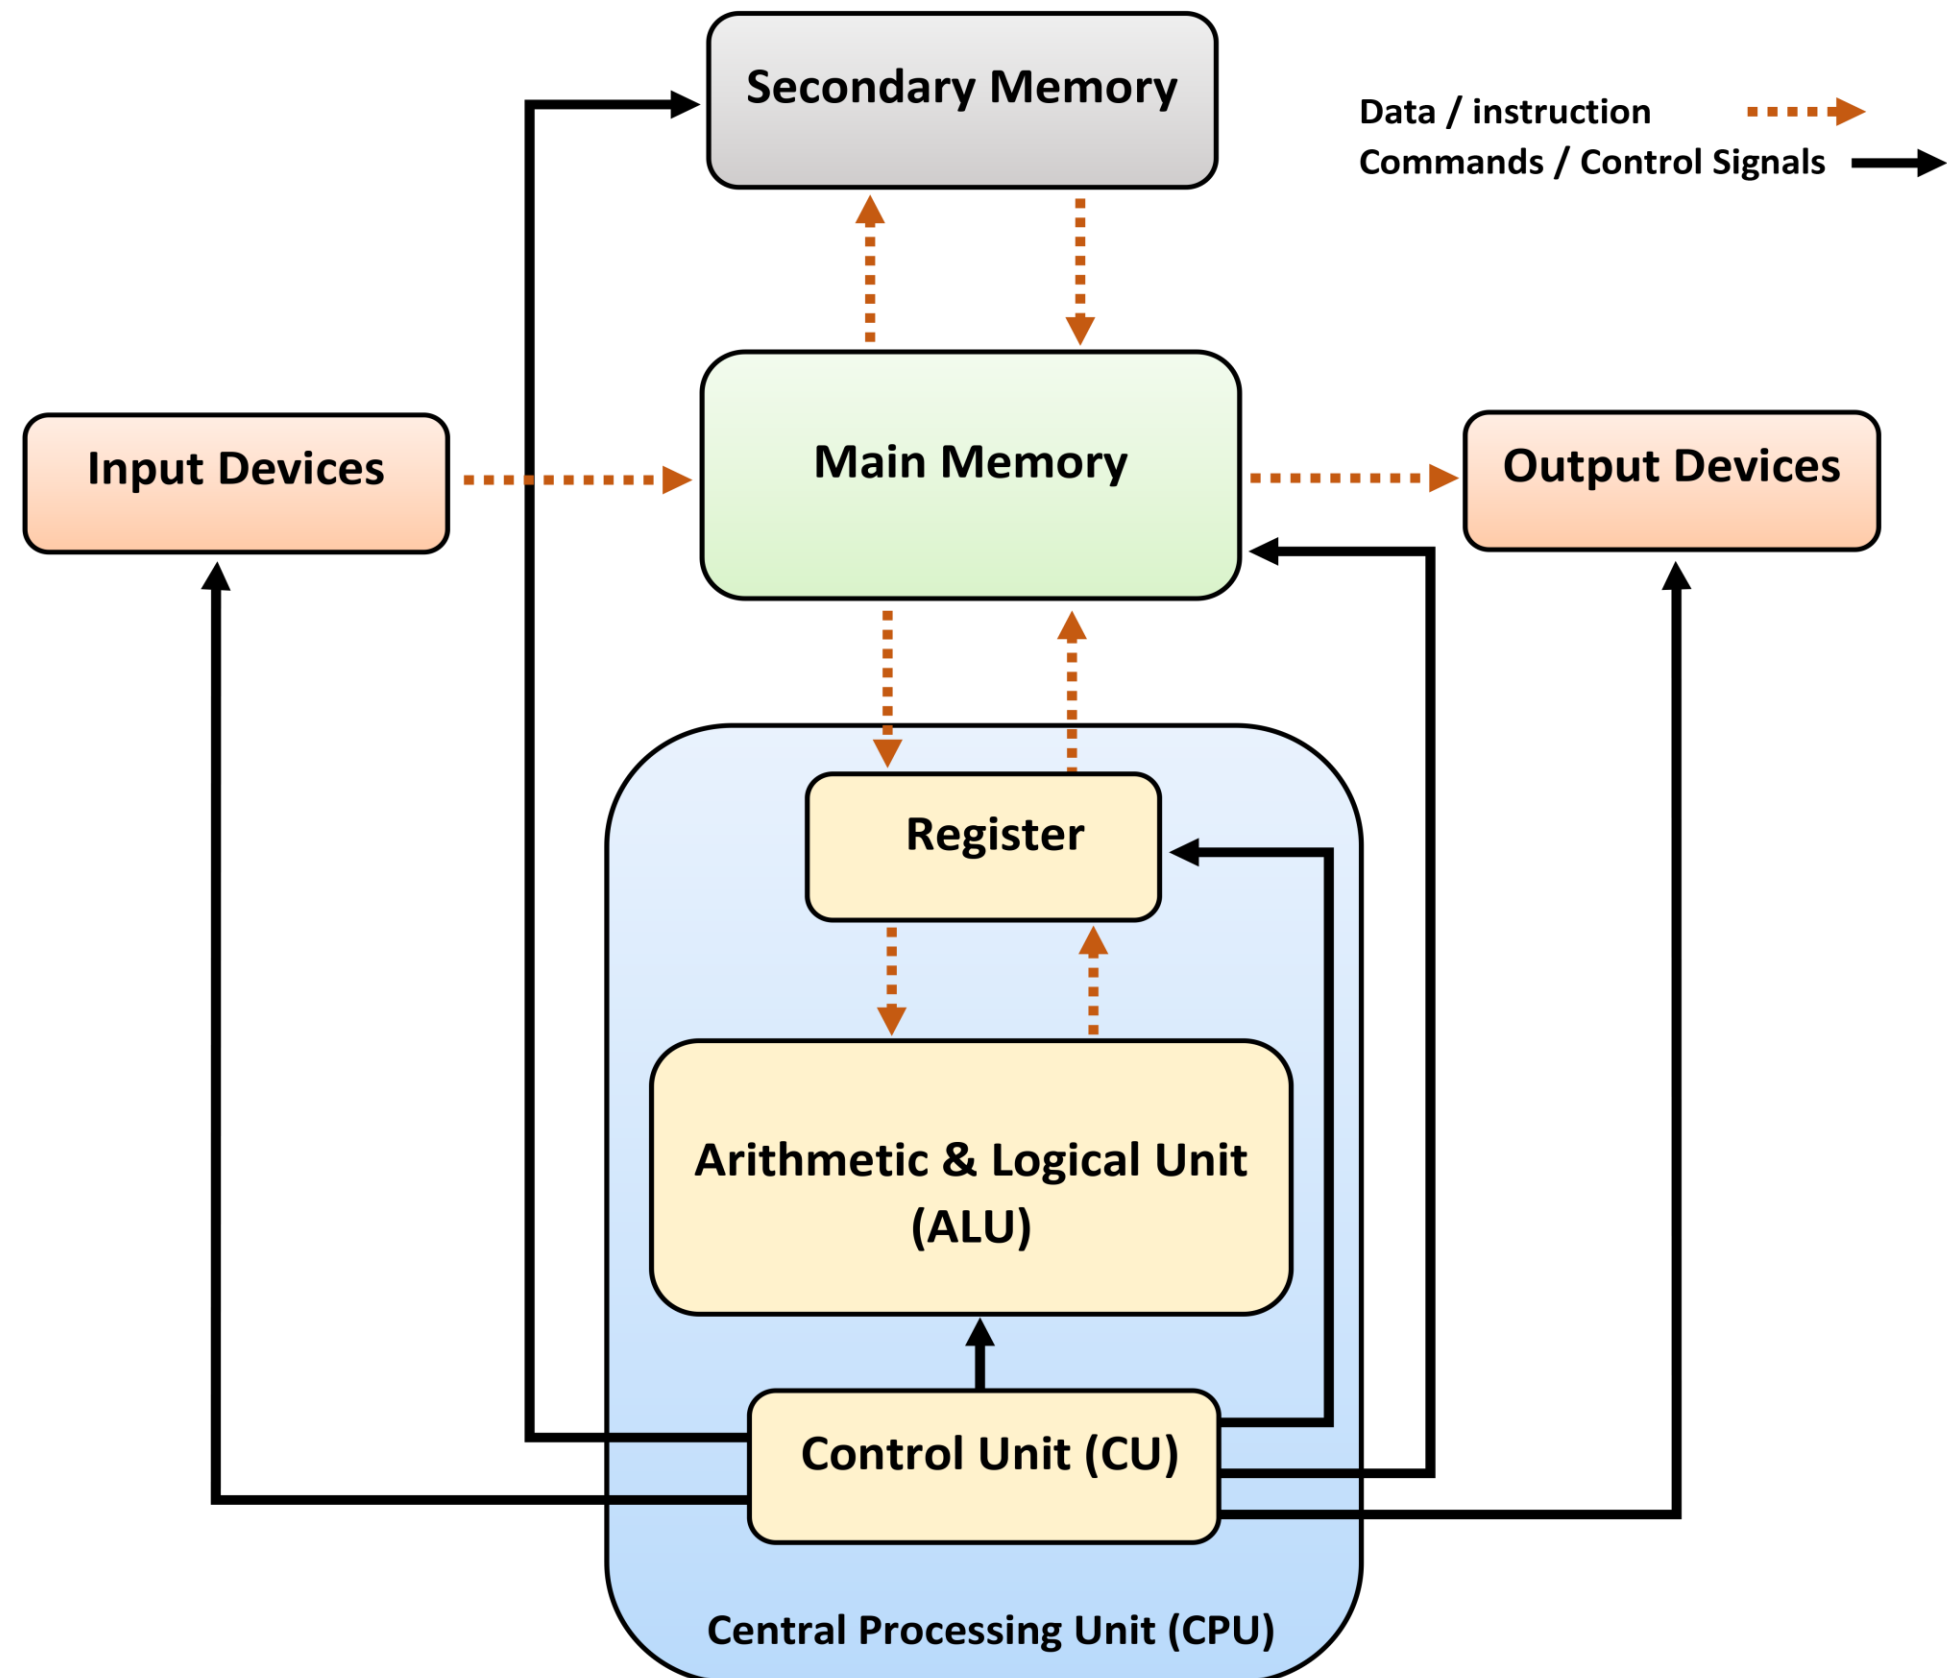 Secondary Memory
Data / instruction
Commands / Control Signals
Input Devices
Main Memory
Output Devices
Register
Arithmetic & Logical Unit
(ALU)
Control Unit (CU)
Central Processing Unit (CPU)